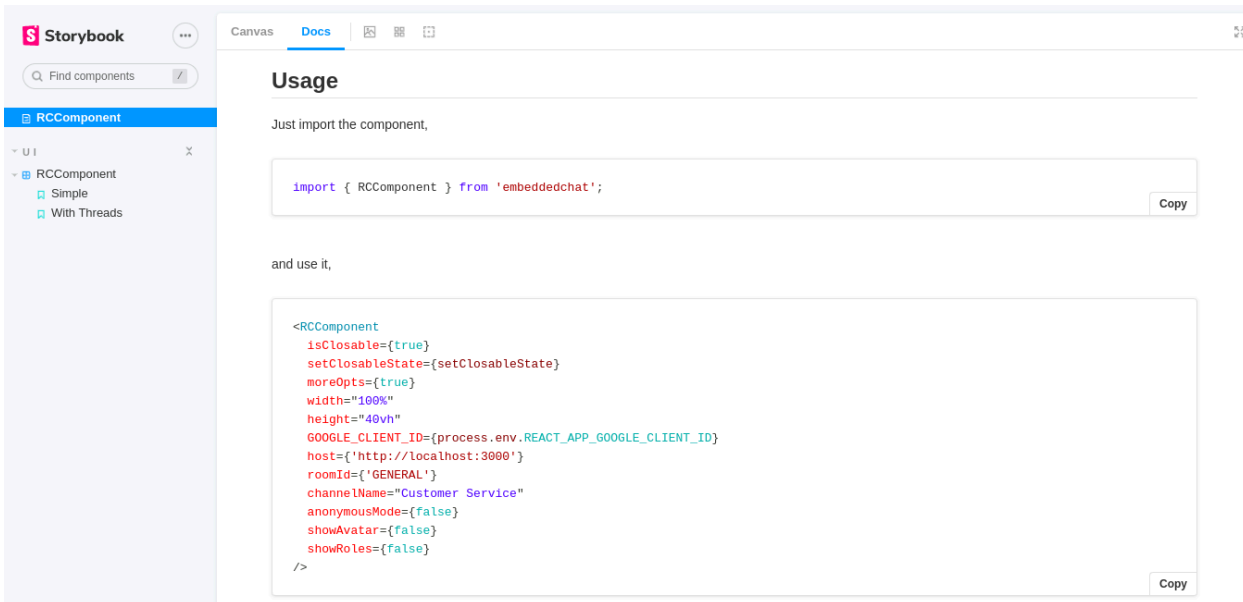 Storybook
Find components
/
RCComponent
UI
RCComponent
Simple
With Threads
Canvas
Docs
Usage
Just import the component,
import { RCComponent } from 'embeddedchat';
Copy
and use it,
<RCComponent
  isClosable={true}
  setClosableState={setClosableState}
  moreOpts={true}
  width="100%"
  height="40vh"
  GOOGLE_CLIENT_ID={process.env.REACT_APP_GOOGLE_CLIENT_ID}
  host={'http://localhost:3000'}
  roomId={'GENERAL'}
  channelName="Customer Service"
  anonymousMode={false}
  showAvatar={false}
  showRoles={false}
/>
Copy